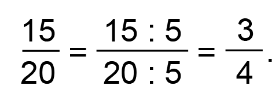 15/20 = 15 : 5/20 : 5 = 3/4.